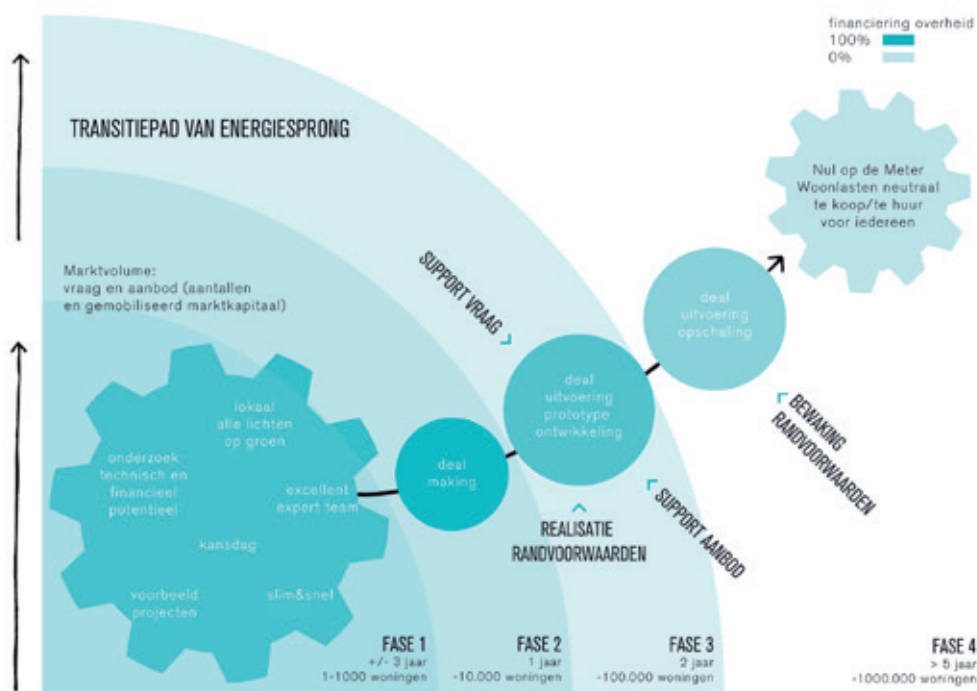 financiering overheid
100%
0%
TRANSITIEPAD VAN ENERGIESPRONG
Nul op de Meter
Woonlasten neutraal
te koop/te huur
voor iedereen
Marktvolume:
vraag en aanbod (aantallen
en gemobiliseerd marktkapitaal)
SUPPORT VRAAG
deal
uitvoering
opschaling
deal
uitvoering
prototype
ontwikkeling
BEWAKING
RANDVOORWAARDEN
lokaal
alle lichten
op groen
onderzoek
technisch en
financieel
potentieel
excellent
expert team
deal
making
kansdag
voorbeeld
projecten
slim&snel
REALISATIE
RANDVOORWAARDEN
SUPPORT AANBOD
FASE 1
+/- 3 jaar
1-1000 woningen
FASE 2
1 jaar
-10.000 woningen
FASE 3
2 jaar
-100.000 woningen
FASE 4
> 5 jaar
-1000.000 woningen